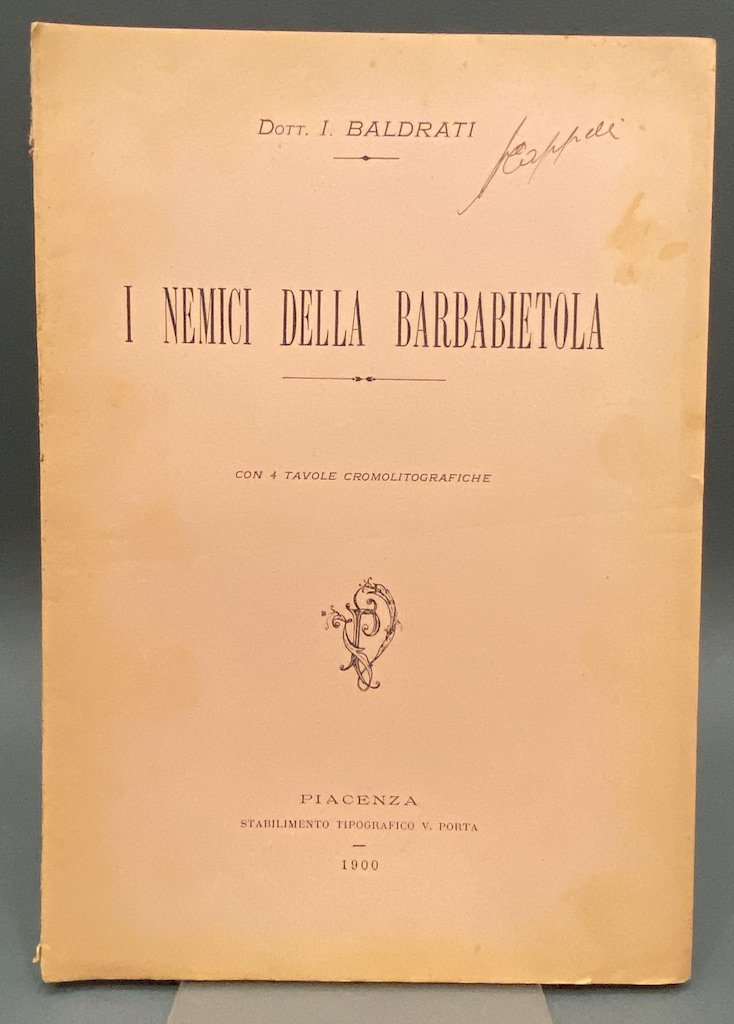 DOTT. I. BALDRATI
I NEMICI DELLA BARBABIETOLA
CON 4 TAVOLE CROMOLITOGRAFICHE
PIACENZA
STABILIMENTO TIPOGRAFICO V. PORTA
1900